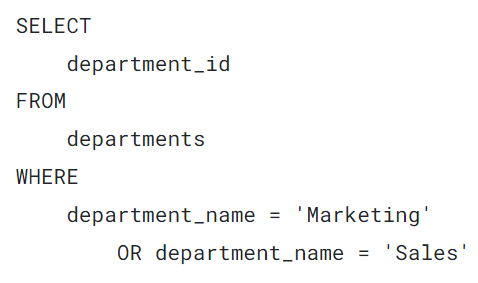 SELECT
    department_id
FROM
    departments
WHERE
    department_name = 'Marketing'
        OR department_name = 'Sales'